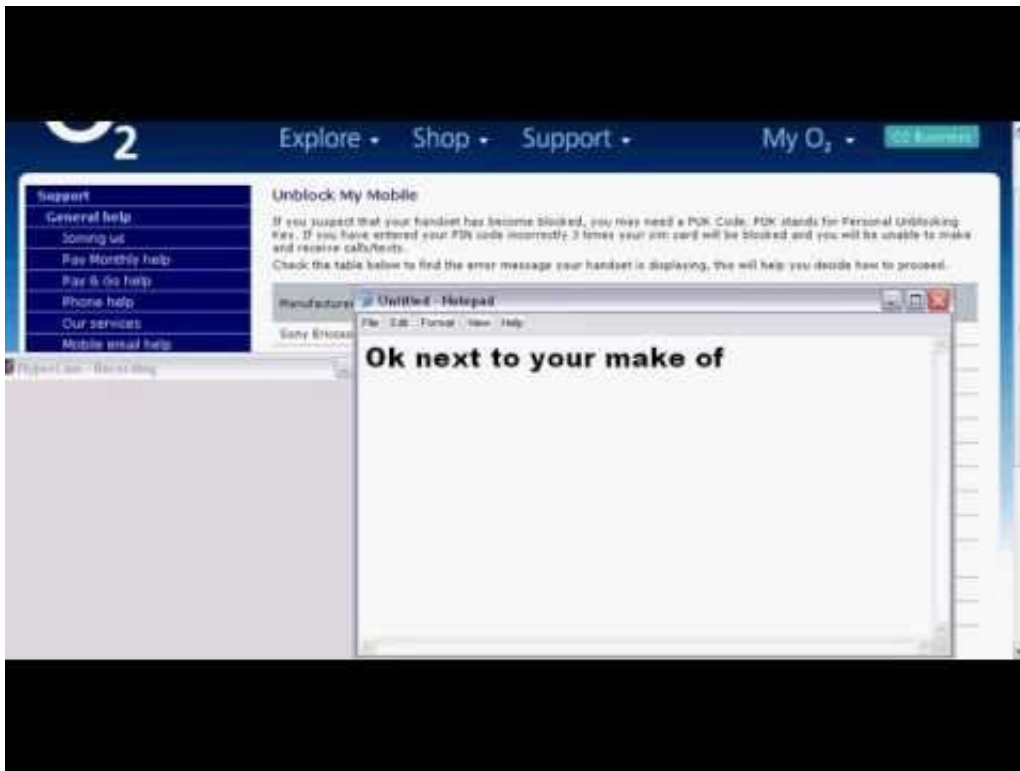 O2
Explore Shop Support My O2
Support
General help
Joining us
Pay Monthly help
Pay & Go help
Phone help
Our services
Mobile email help
Unblock My Mobile
If you suspect that your handset has become blocked, you may need a PUK Code. PUK stands for Personal Unblocking
Key. If you have entered your PIN code incorrectly 3 times your sim card will be blocked and you will be unable to make
and receive calls/texts.
Check the table below to find the error message your handset is displaying, this will help you decide how to proceed.
Manufacturer
Sony Ericss
Untitled - Notepad
File Edit Format View Help
Ok next to your make of
HyperCam - Recording